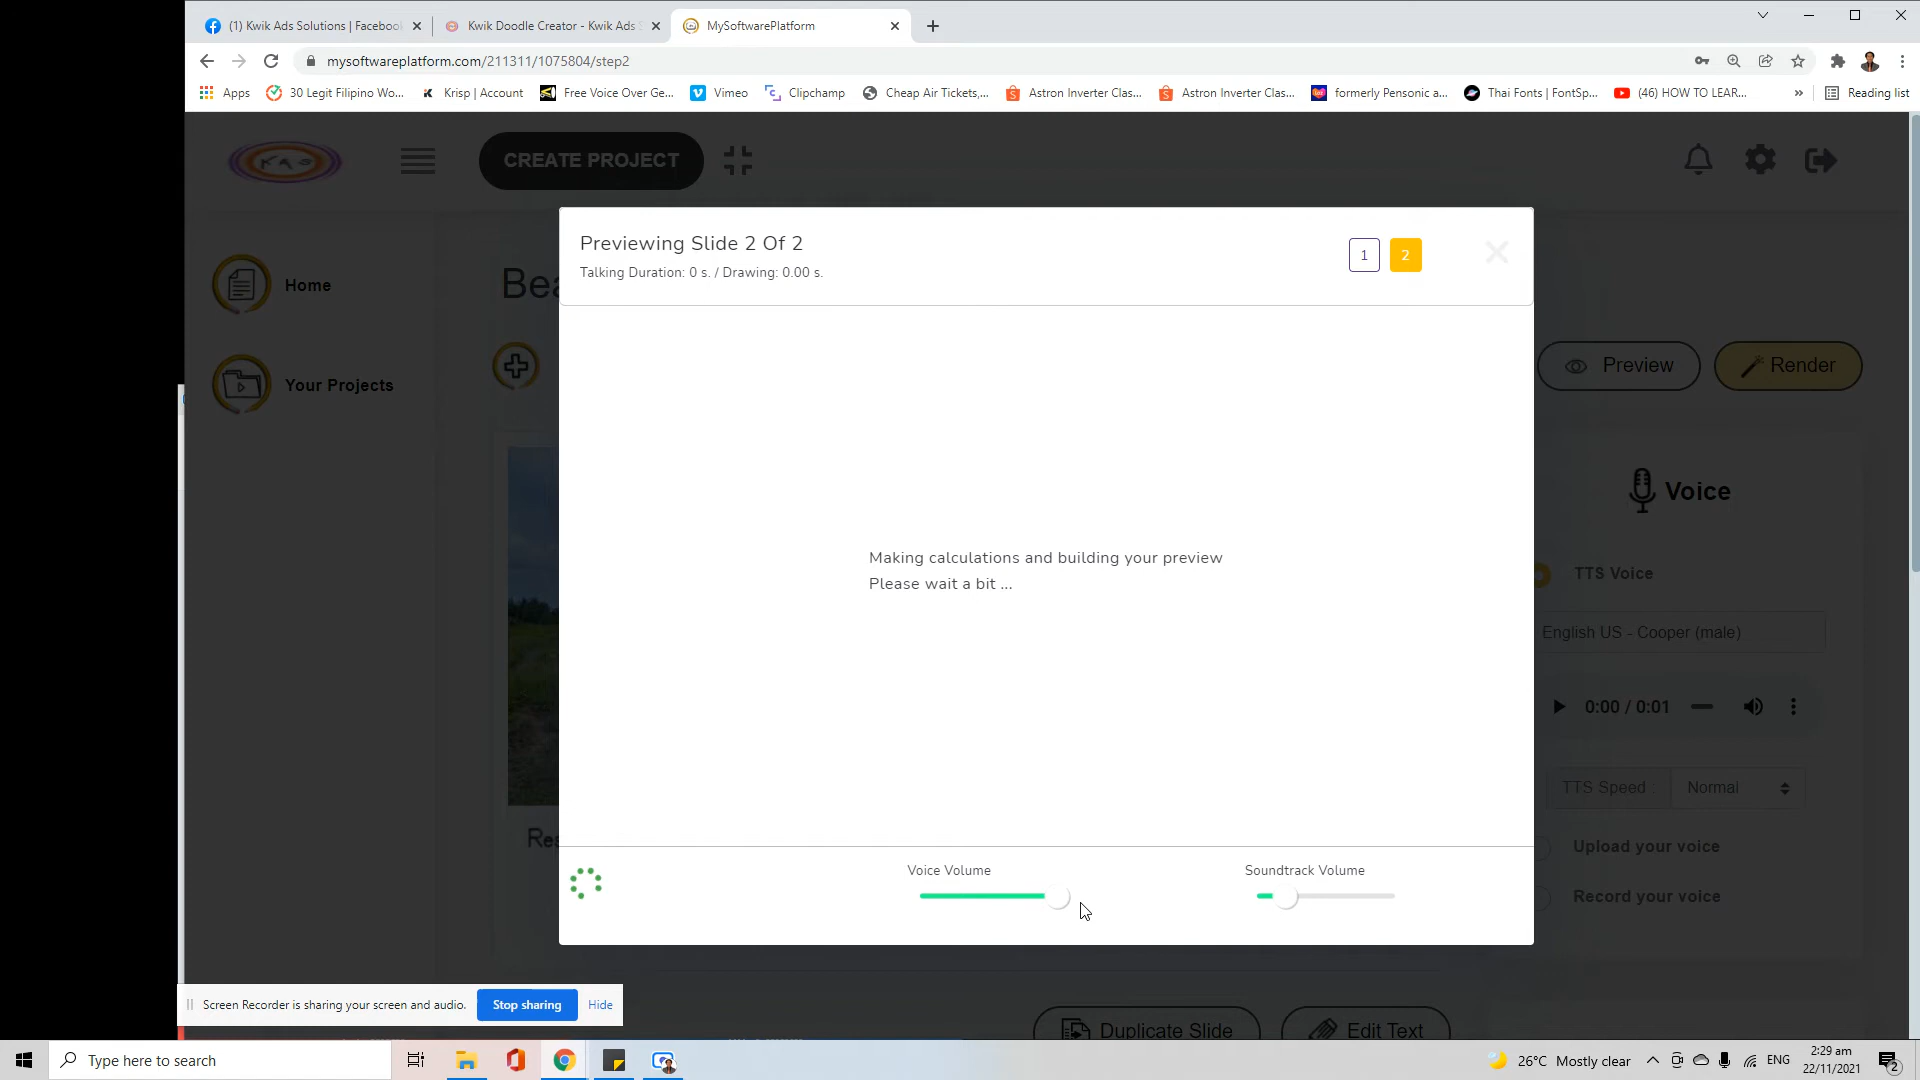 (1) Kwik Ads Solutions | Facebook
Kwik Doodle Creator - Kwik Ads S
MySoftwarePlatform
mysoftwareplatform.com/211311/1075804/step2
Apps
30 Legit Filipino Wo...
Krisp | Account
Free Voice Over Ge...
Vimeo
Clipchamp
Cheap Air Tickets,...
Astron Inverter Clas...
Astron Inverter Clas...
formerly Pensonic a...
Thai Fonts | FontSp...
(46) HOW TO LEAR...
»
Reading list
KAS
CREATE PROJECT
Previewing Slide 2 Of 2
Talking Duration: 0 s. / Drawing: 0.00 s.
1
2
Home
Bea
Your Projects
Preview
Render
Voice
Making calculations and building your preview
Please wait a bit ...
TTS Voice
English US - Cooper (male)
0:00 / 0:01
TTS Speed :
Normal
Upload your voice
Record your voice
Voice Volume
Soundtrack Volume
Screen Recorder is sharing your screen and audio.
Stop sharing
Hide
Duplicate Slide
Edit Text
Type here to search
26°C Mostly clear
ENG
2:29 am
22/11/2021
2